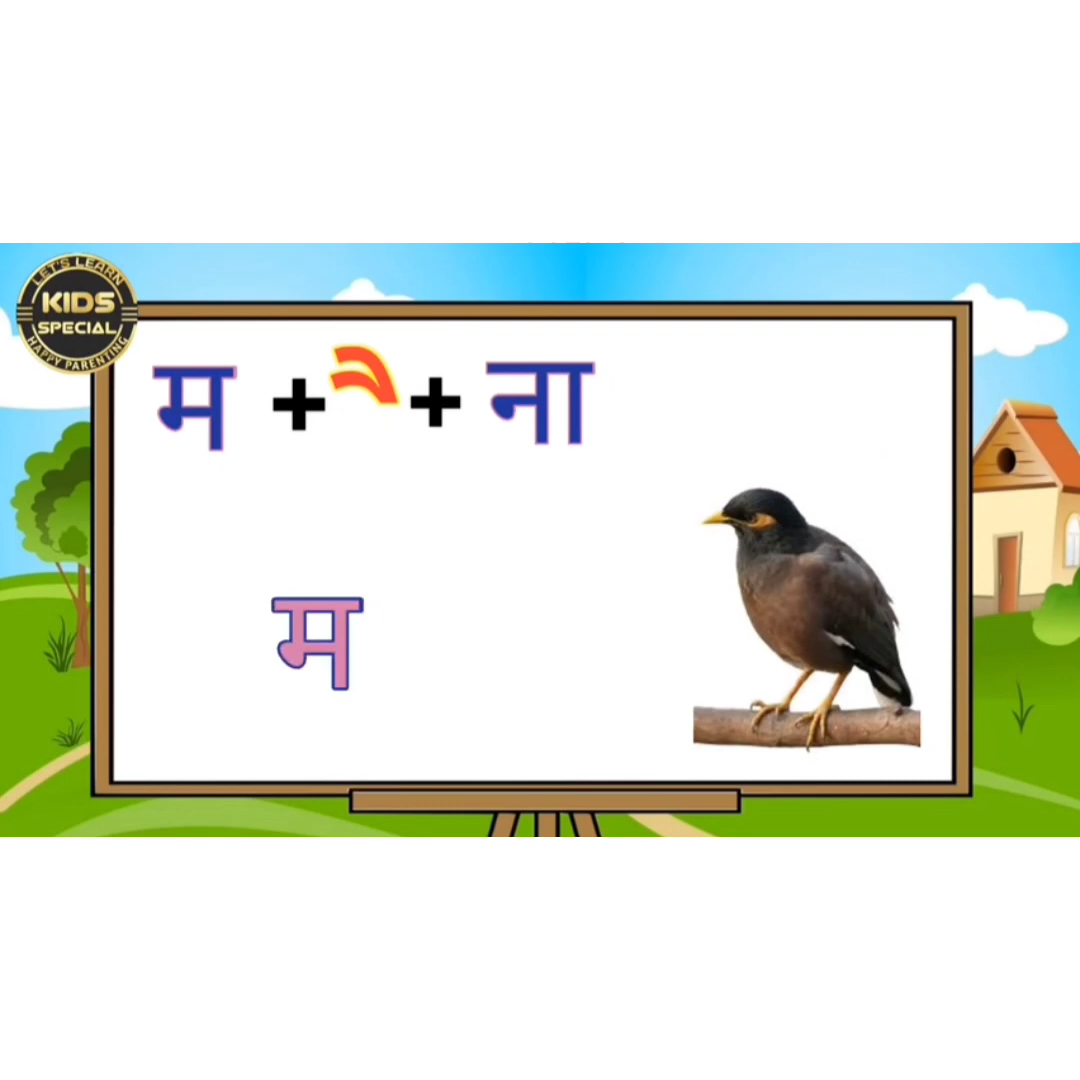 LET'S LEARN
KIDS
SPECIAL
HAPPY PARENTING
म + ै + ना
म